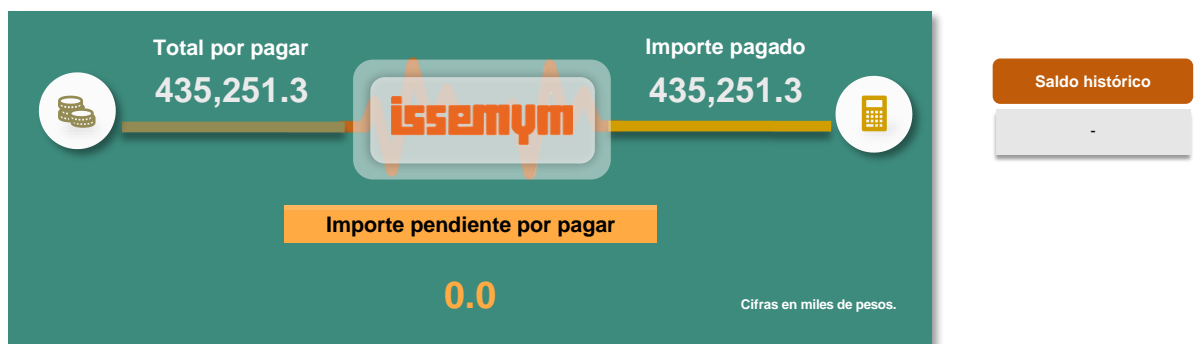 Total por pagar
435,251.3
issemym
Importe pagado
435,251.3
Importe pendiente por pagar
0.0
Cifras en miles de pesos.
Saldo histórico
-